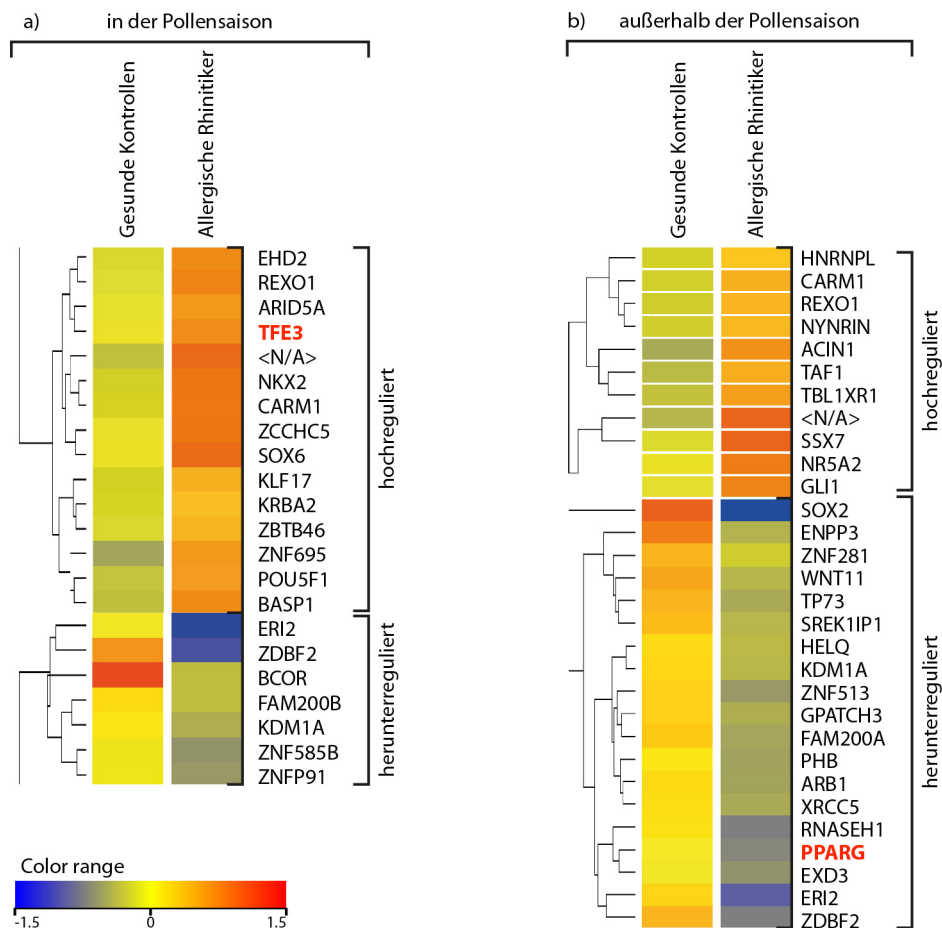 a) in der Pollensaison
Gesunde Kontrollen
Allergische Rhinitiker
EHD2
REXO1
ARID5A
TFE3
<N/A>
NKX2
CARM1
ZCCHC5
SOX6
KLF17
KRBA2
ZBTB46
ZNF695
POU5F1
BASP1
hochreguliert
ERI2
ZDBF2
BCOR
FAM200B
KDM1A
ZNF585B
ZNFP91
herunterreguliert
Color range
-1.5 0 1.5
b) außerhalb der Pollensaison
Gesunde Kontrollen
Allergische Rhinitiker
HNRNPL
CARM1
REXO1
NYNRIN
ACIN1
TAF1
TBL1XR1
<N/A>
SSX7
NR5A2
GLI1
hochreguliert
SOX2
ENPP3
ZNF281
WNT11
TP73
SREK1IP1
HELQ
KDM1A
ZNF513
GPATCH3
FAM200A
PHB
ARB1
XRCC5
RNASEH1
PPARG
EXD3
ERI2
ZDBF2
herunterreguliert